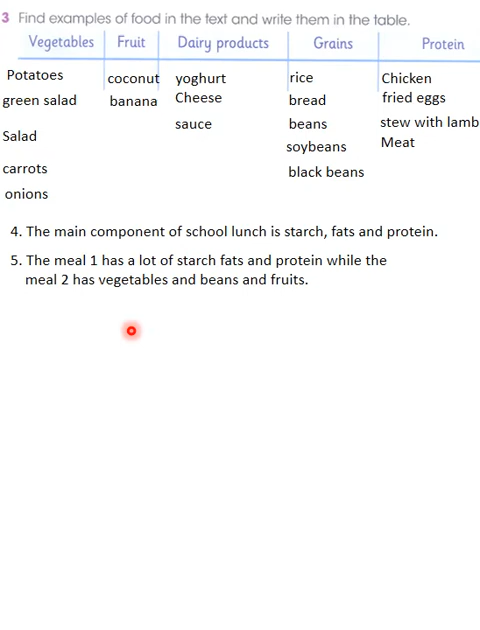 3 Find examples of food in the text and write them in the table.
Vegetables Fruit Dairy products Grains Protein
Potatoes coconut yoghurt rice Chicken
green salad banana Cheese bread fried eggs
sauce beans stew with lamb
Salad soybeans Meat
carrots black beans
onions
4. The main component of school lunch is starch, fats and protein.
5. The meal 1 has a lot of starch fats and protein while the
meal 2 has vegetables and beans and fruits.